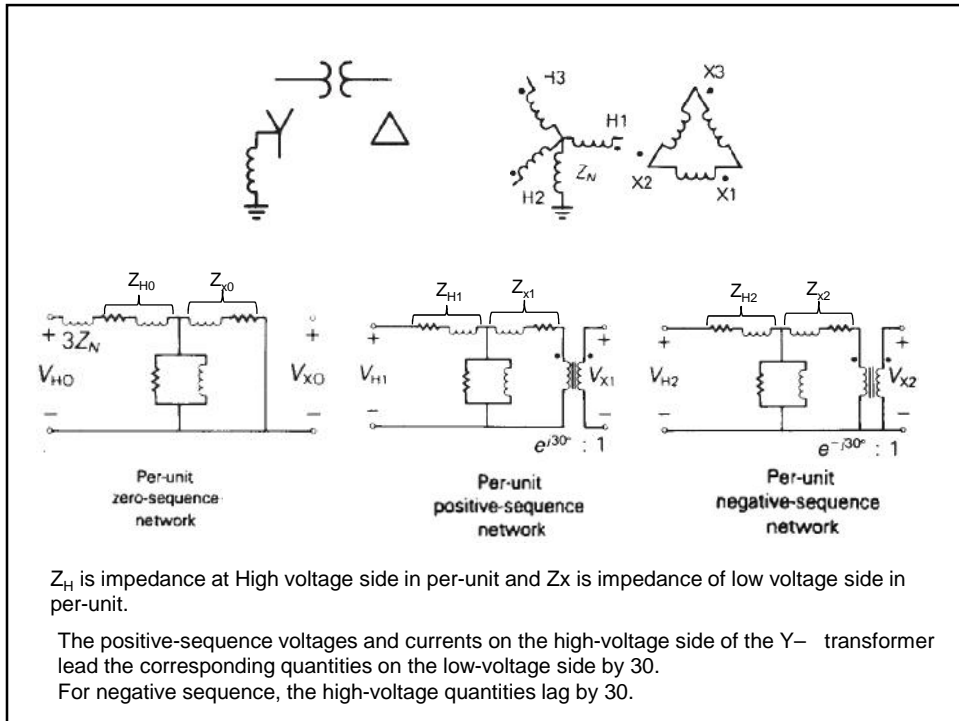 H3
X3
H1
Z_N
X2
X1
H2
Z_H0
Z_x0
Z_H1
Z_x1
Z_H2
Z_x2
+ 3Z_N
+
+
+
+
+
V_HO
V_XO
V_H1
V_X1
V_H2
V_X2
– – – – – –
e^j30° : 1
e^-j30° : 1
Per-unit
zero-sequence
network
Per-unit
positive-sequence
network
Per-unit
negative-sequence
network
Z_H is impedance at High voltage side in per-unit and Zx is impedance of low voltage side in
per-unit.
The positive-sequence voltages and currents on the high-voltage side of the Y– transformer
lead the corresponding quantities on the low-voltage side by 30.
For negative sequence, the high-voltage quantities lag by 30.